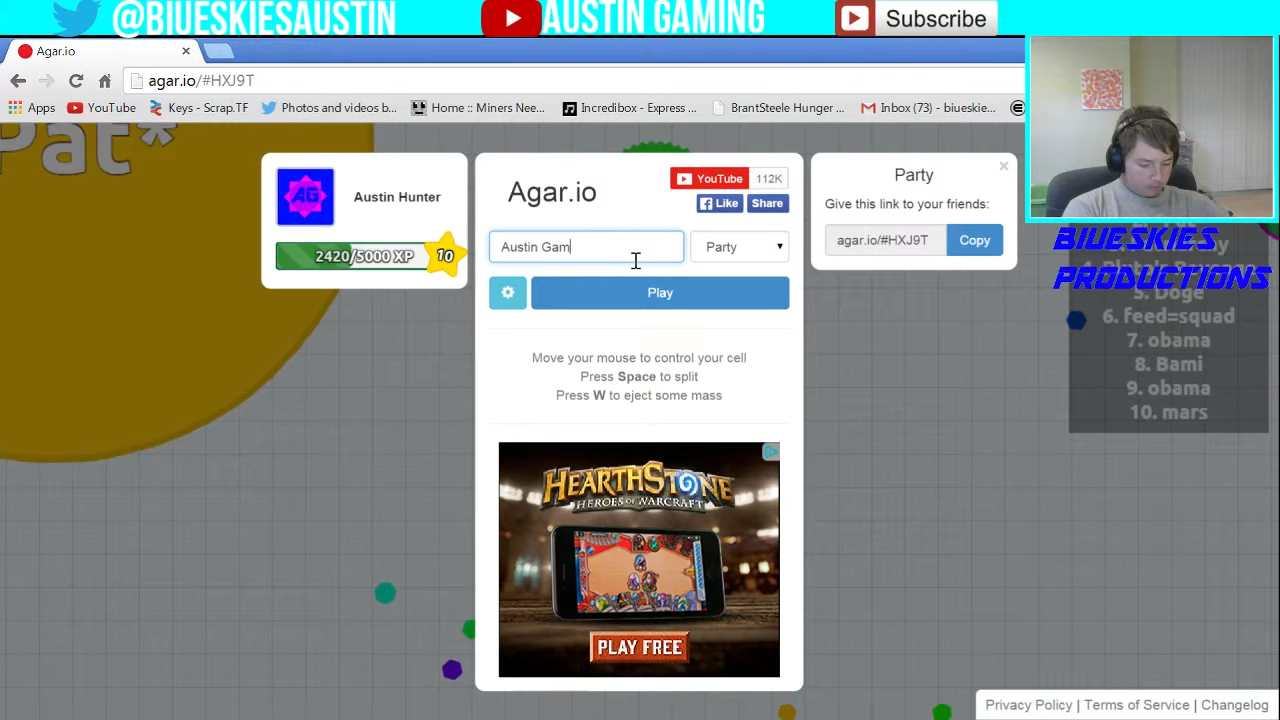 @BIUESKIESAUSTIN
AUSTIN GAMING
Subscribe
Agar.io
agar.io/#HXJ9T
Apps
YouTube
Keys - Scrap.TF
Photos and videos b...
Home :: Miners Nee...
Incredibox - Express ...
BrantSteele Hunger ...
Inbox (73) - biueskie...
Pat*
AG
Austin Hunter
2420/5000 XP
10
Agar.io
YouTube
112K
Like
Share
Austin Gam
Party
Play
Move your mouse to control your cell
Press Space to split
Press W to eject some mass
HEARTHSTONE
HEROES OF WARCRAFT
PLAY FREE
Party
Give this link to your friends:
agar.io/#HXJ9T
Copy
BIUESKIES
PRODUCTIONS
5. Doge
6. feed=squad
7. obama
8. Bami
9. obama
10. mars
Privacy Policy | Terms of Service | Changelog